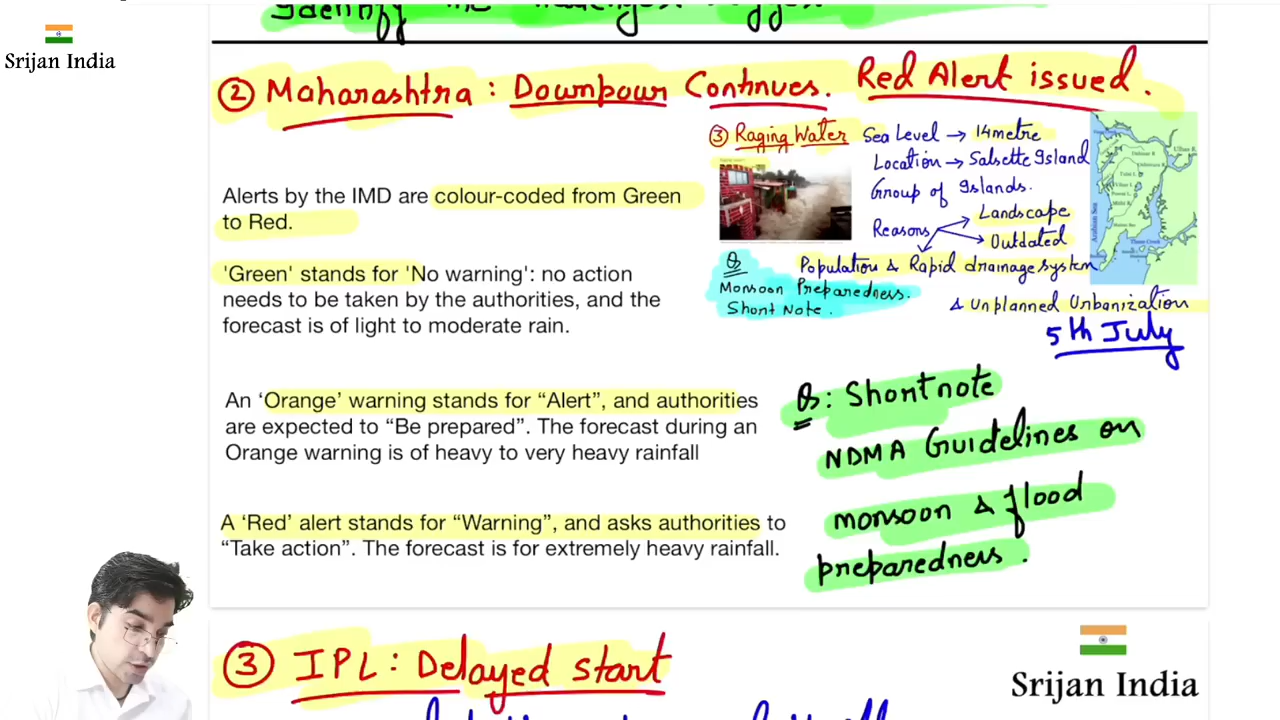 Srijan India
② Maharashtra : Downpour Continues. Red Alert issued.
③ Raging Water
Sea Level → 14metre
Location → Salsette Island
Group of Islands.
Reasons → Landscape
→ Outdated
Population & Rapid drainage system
& Unplanned Urbanization
5th July
Q
Monsoon Preparedness.
Short Note.
Alerts by the IMD are colour-coded from Green
to Red.
'Green' stands for 'No warning': no action
needs to be taken by the authorities, and the
forecast is of light to moderate rain.
An ‘Orange’ warning stands for “Alert”, and authorities
are expected to “Be prepared”. The forecast during an
Orange warning is of heavy to very heavy rainfall
A ‘Red’ alert stands for “Warning”, and asks authorities to
“Take action”. The forecast is for extremely heavy rainfall.
Q: Short note
NDMA Guidelines on
monsoon & flood
preparedness.
③ IPL : Delayed start
Srijan India